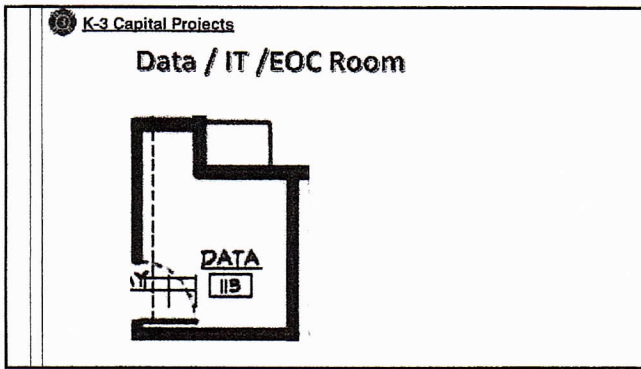 K-3 Capital Projects
Data / IT /EOC Room
DATA
113